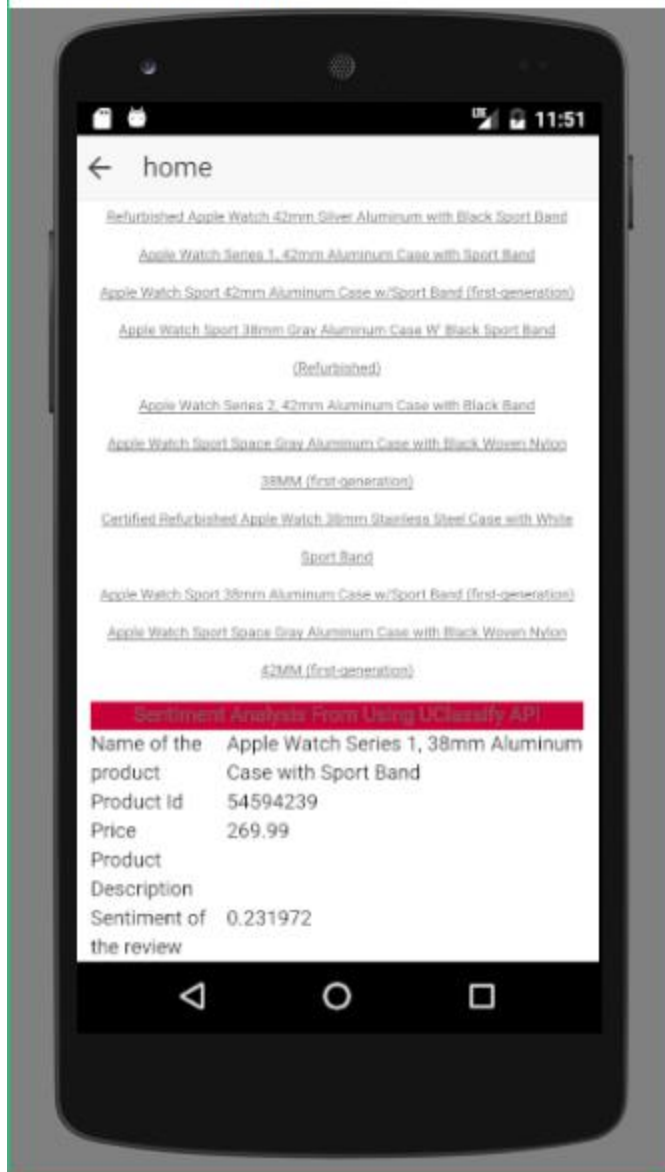 LTE 11:51
home
Refurbished Apple Watch 42mm Silver Aluminum with Black Sport Band
Apple Watch Series 1, 42mm Aluminum Case with Sport Band
Apple Watch Sport 42mm Aluminum Case w/Sport Band (first-generation)
Apple Watch Sport 38mm Gray Aluminum Case W' Black Sport Band
(Refurbished)
Apple Watch Series 2, 42mm Aluminum Case with Black Band
Apple Watch Sport Space Gray Aluminum Case with Black Woven Nylon
38MM (first-generation)
Certified Refurbished Apple Watch 38mm Stainless Steel Case with White
Sport Band
Apple Watch Sport 38mm Aluminum Case w/Sport Band (first-generation)
Apple Watch Sport Space Gray Aluminum Case with Black Woven Nylon
42MM (first-generation)
Sentiment Analysis From Using UClassify API
Name of the Apple Watch Series 1, 38mm Aluminum
product Case with Sport Band
Product Id 54594239
Price 269.99
Product
Description
Sentiment of 0.231972
the review